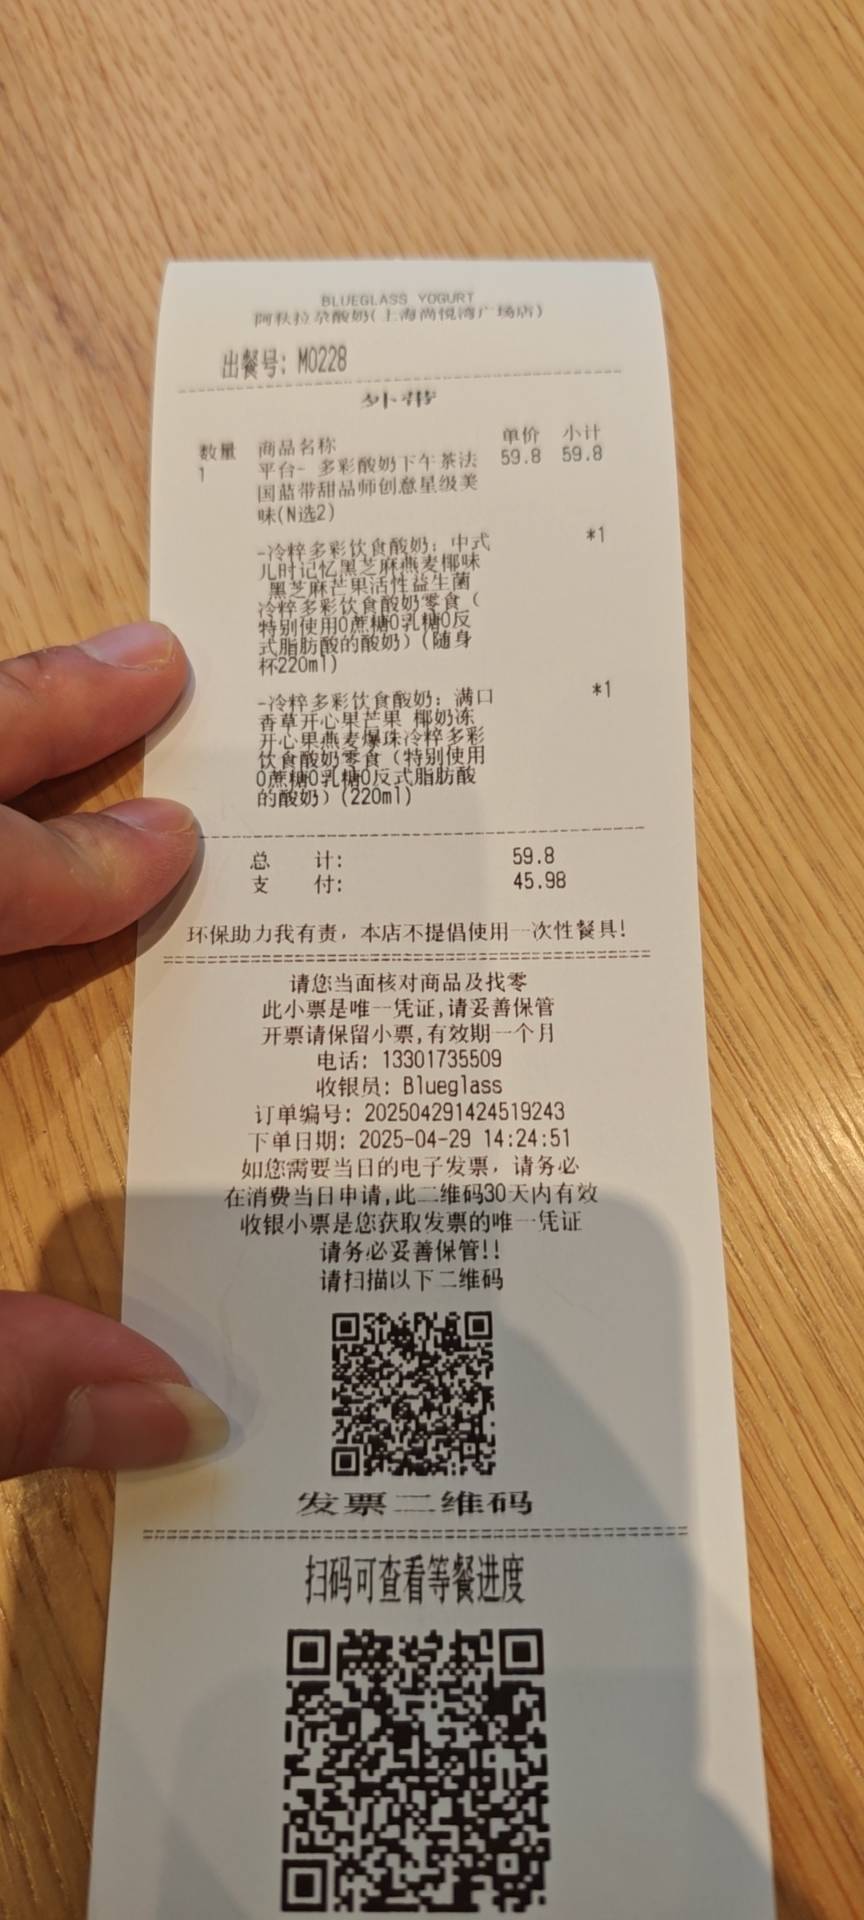 BLUEGLASS YOGURT
阿秋拉尕酸奶(上海尚悦湾广场店)
出餐号: M0228
外带
数量 商品名称 单价 小计
1 平台- 多彩酸奶下午茶法 59.8 59.8
国蓝带甜品师创意星级美
味(N选2)
-冷粹多彩饮食酸奶: 中式 *1
儿时记忆黑芝麻燕麦椰味
黑芝麻芒果活性益生菌
冷粹多彩饮食酸奶零食 (
特别使用0蔗糖0乳糖0反
式脂肪酸的酸奶) (随身
杯220ml)
-冷粹多彩饮食酸奶: 满口 *1
香草开心果芒果 椰奶冻
开心果燕麦爆珠冷粹多彩
饮食酸奶零食 (特别使用
0蔗糖0乳糖0反式脂肪酸
的酸奶) (220ml)
总 计: 59.8
支 付: 45.98
环保助力我有责，本店不提倡使用一次性餐具!
请您当面核对商品及找零
此小票是唯一凭证,请妥善保管
开票请保留小票,有效期一个月
电话: 13301735509
收银员: Blueglass
订单编号: 202504291424519243
下单日期: 2025-04-29 14:24:51
如您需要当日的电子发票，请务必
在消费当日申请,此二维码30天内有效
收银小票是您获取发票的唯一凭证
请务必妥善保管!!
请扫描以下二维码
发票二维码
扫码可查看等餐进度